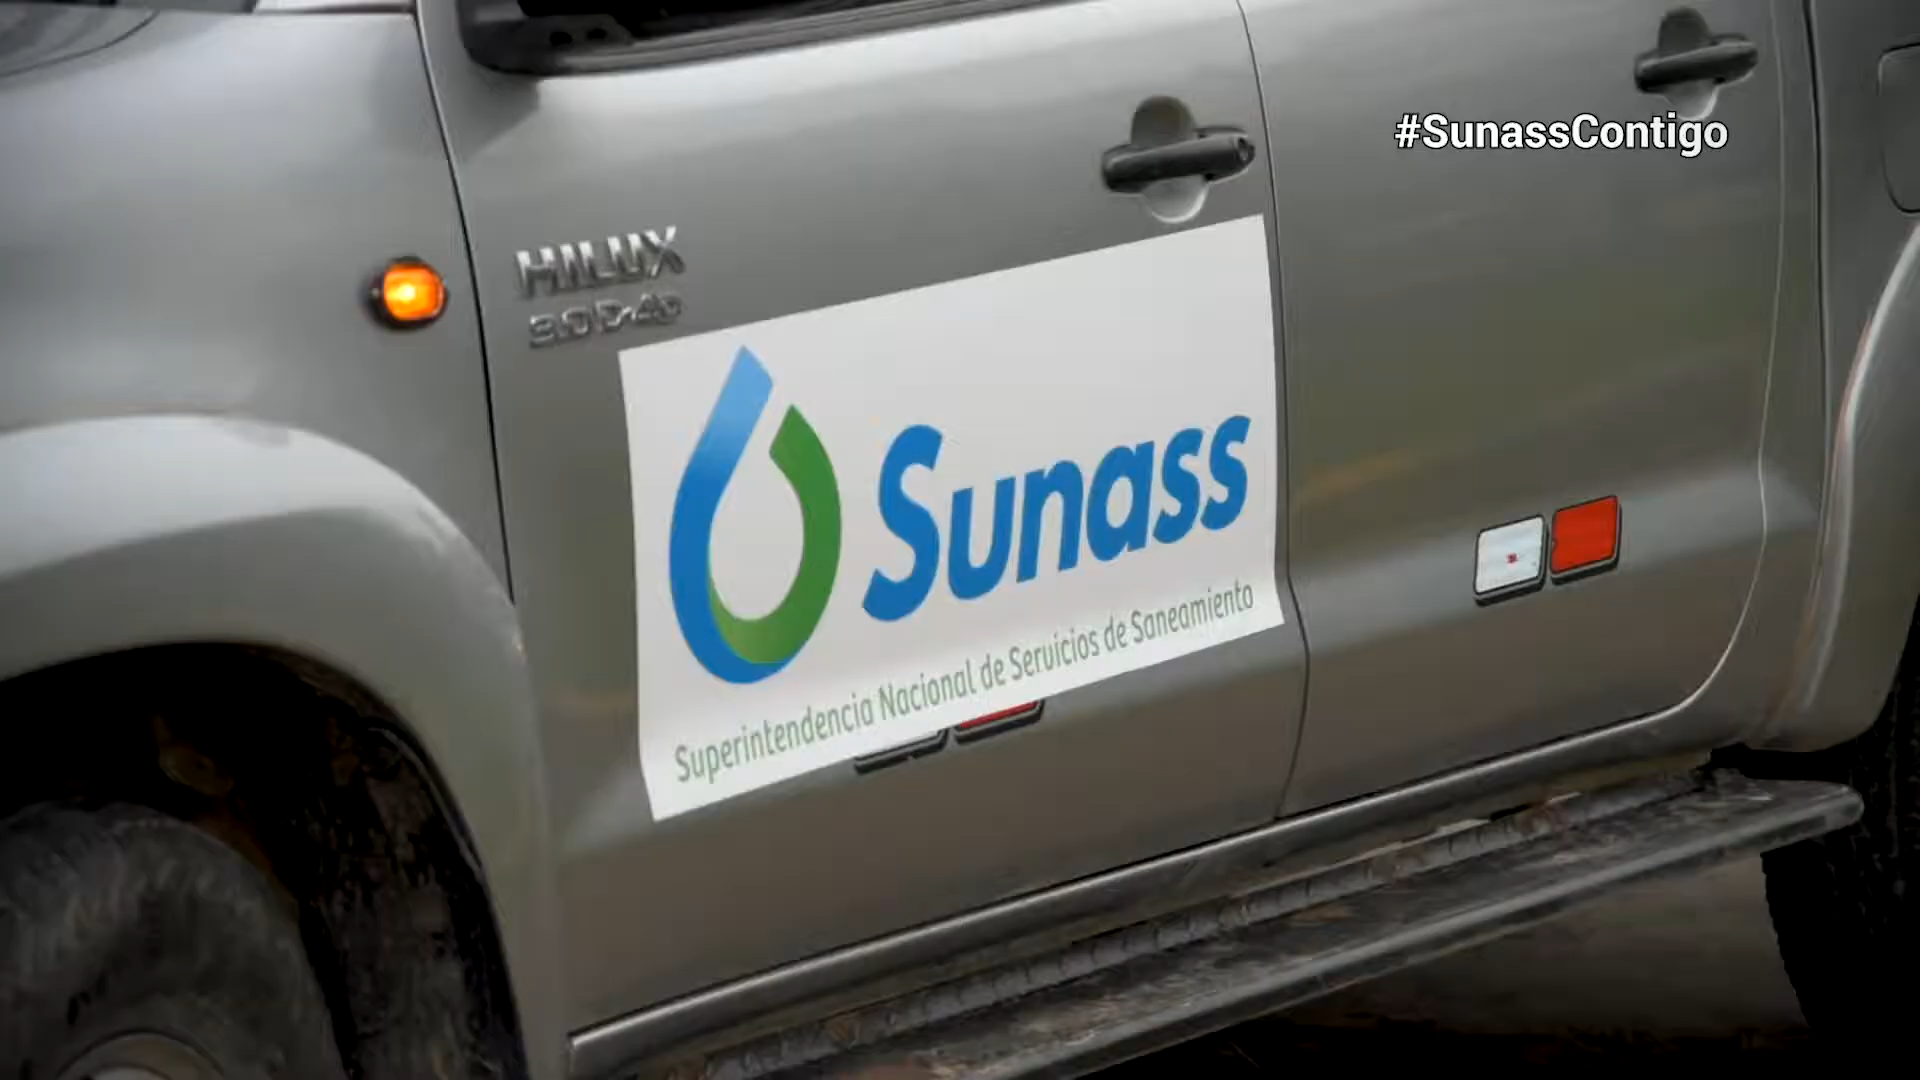 #SunassContigo
HILUX
3.0 D-4D
Sunass
Superintendencia Nacional de Servicios de Saneamiento